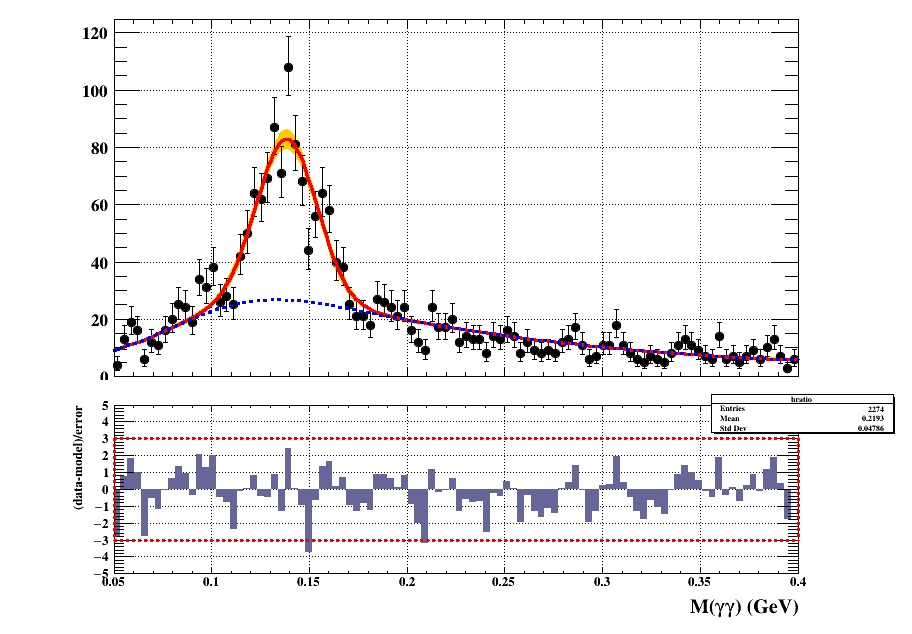 120
100
80
60
40
20
0
hratio
Entries 2274
Mean 0.2193
Std Dev 0.04786
(data-model)/error
5
4
3
2
1
0
−1
−2
−3
−4
−5
0.05 0.1 0.15 0.2 0.25 0.3 0.35 0.4
M(γγ) (GeV)